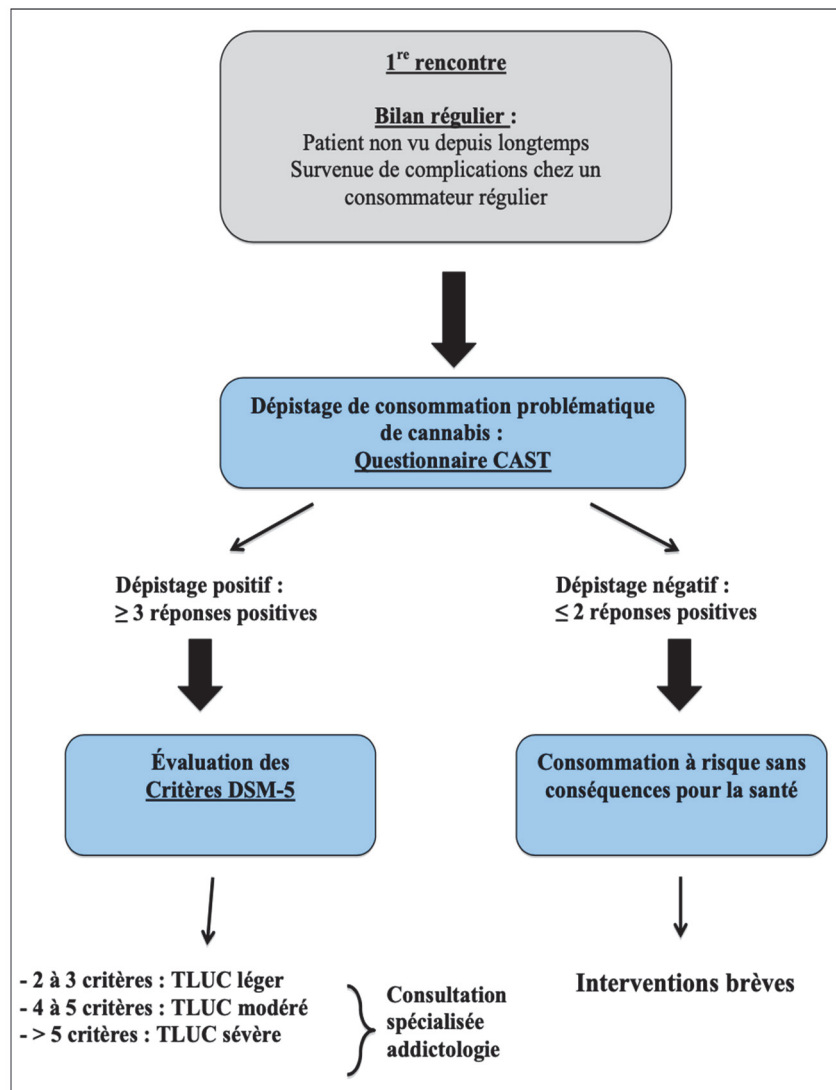 1re rencontre
Bilan régulier :
Patient non vu depuis longtemps
Survenue de complications chez un
consommateur régulier
Dépistage de consommation problématique
de cannabis :
Questionnaire CAST
Dépistage positif :
≥ 3 réponses positives
Dépistage négatif :
≤ 2 réponses positives
Évaluation des
Critères DSM-5
Consommation à risque sans
conséquences pour la santé
- 2 à 3 critères : TLUC léger
- 4 à 5 critères : TLUC modéré
- > 5 critères : TLUC sévère
Consultation
spécialisée
addictologie
Interventions brèves